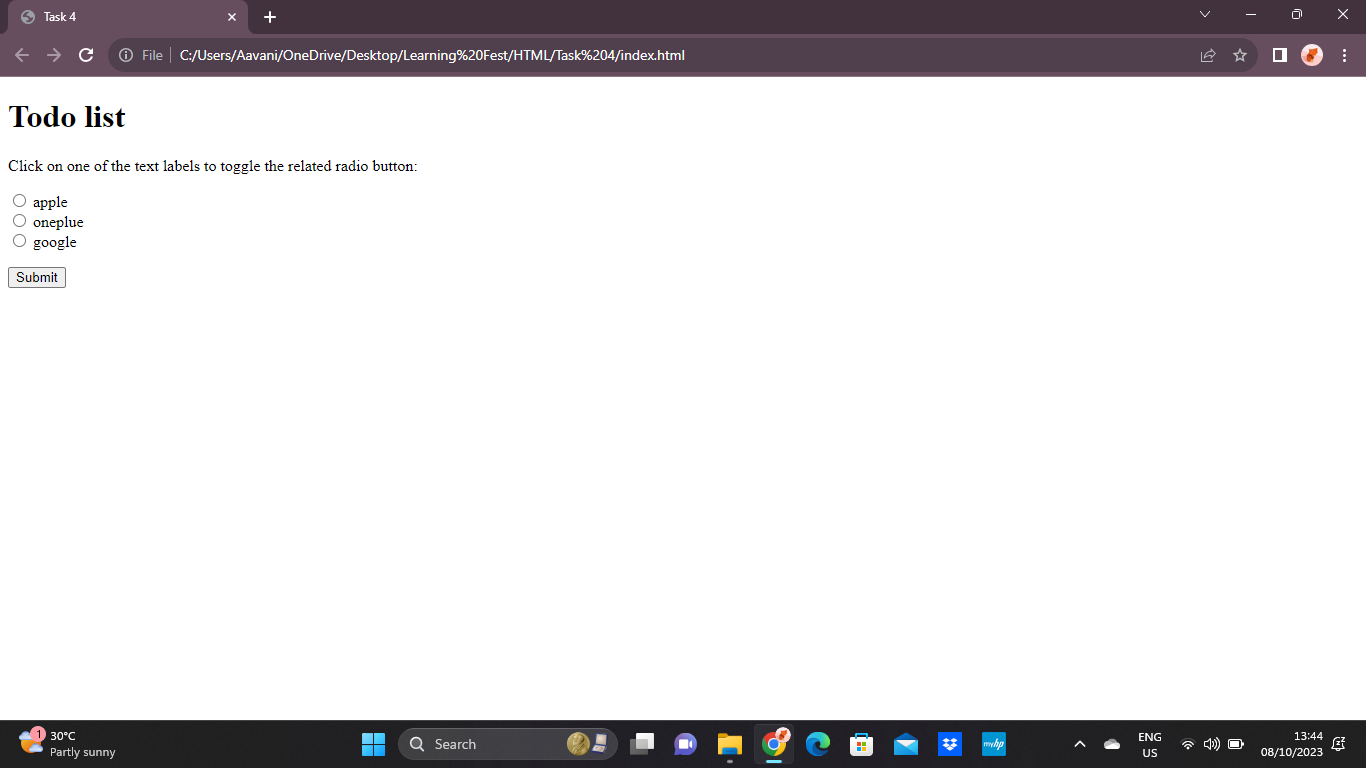 Task 4
File C:/Users/Aavani/OneDrive/Desktop/Learning%20Fest/HTML/Task%204/index.html
Todo list
Click on one of the text labels to toggle the related radio button:
apple
oneplue
google
Submit
1
30°C
Partly sunny
Search
myhp
ENG
US
13:44
08/10/2023